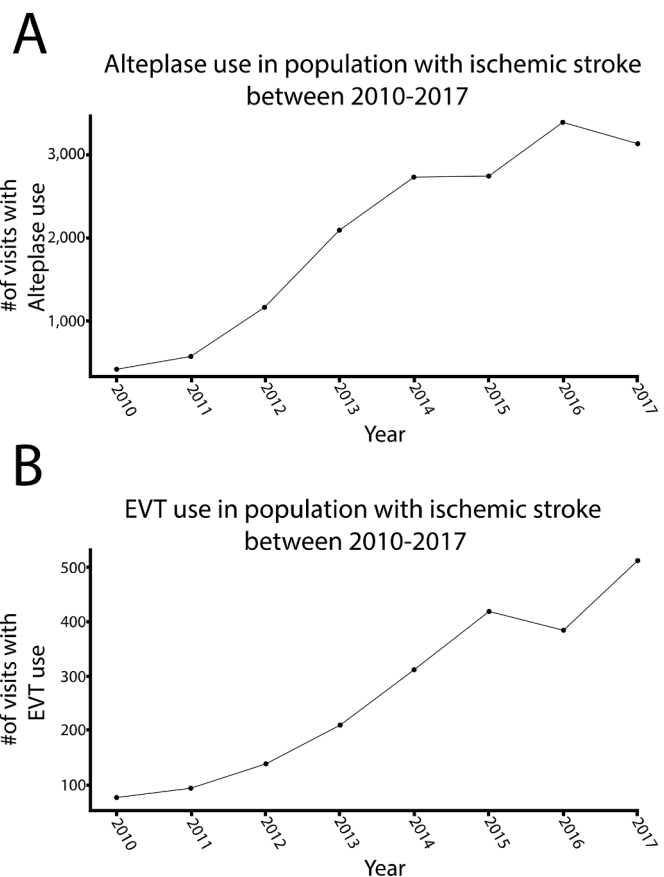 A
Alteplase use in population with ischemic stroke
between 2010-2017
#of visits with
Alteplase use
3,000
2,000
1,000
2010
2011
2012
2013
2014
2015
2016
2017
Year
B
EVT use in population with ischemic stroke
between 2010-2017
#of visits with
EVT use
500
400
300
200
100
2010
2011
2012
2013
2014
2015
2016
2017
Year